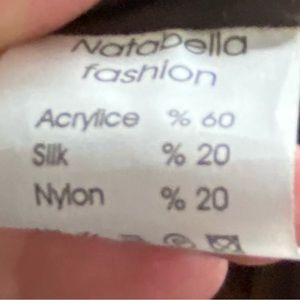 Natabella
fashion
Acrylice % 60
Silk % 20
Nylon % 20